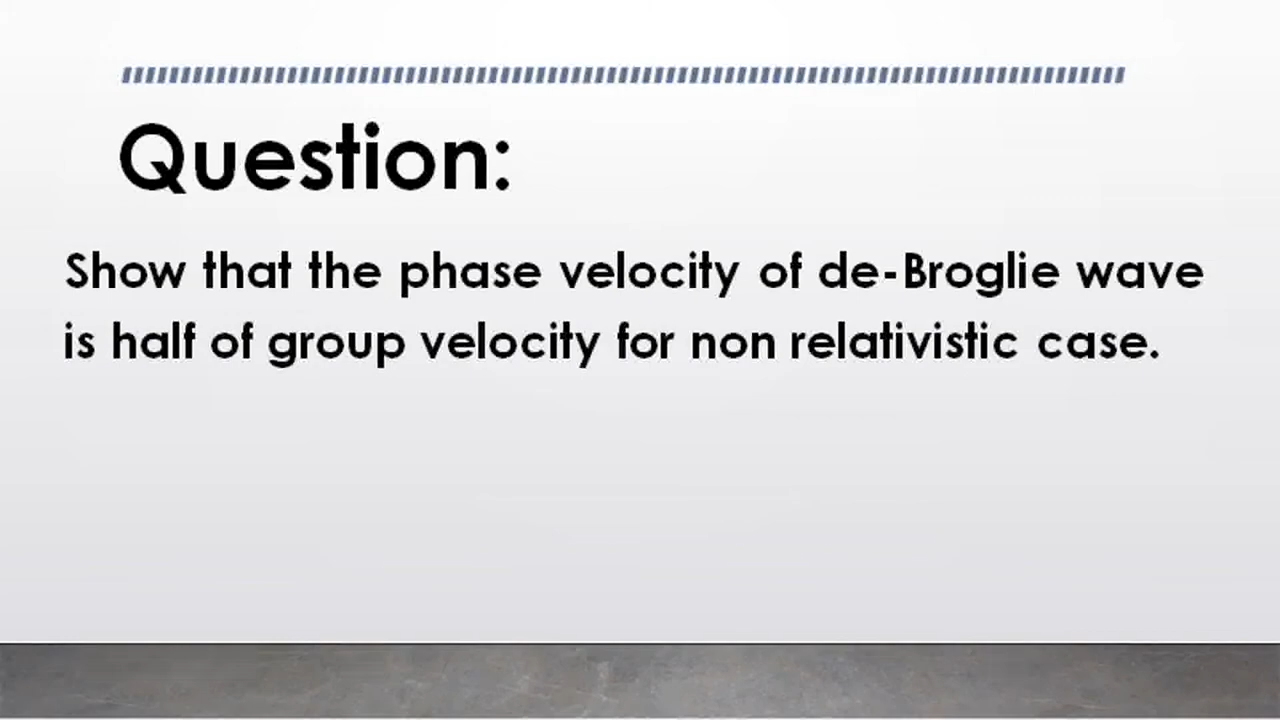 Question:
Show that the phase velocity of de-Broglie wave
is half of group velocity for non relativistic case.